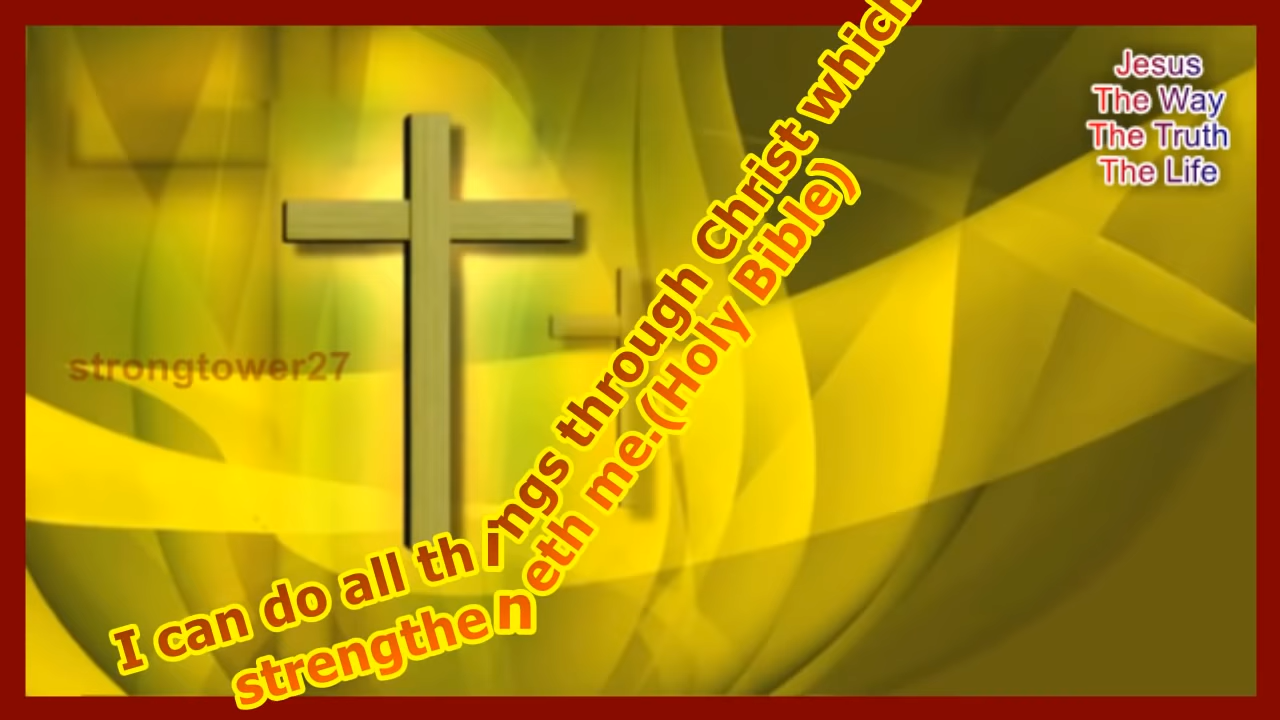 Jesus
The Way
The Truth
The Life
strongtower27
I can do all things through Christ which
strengtheneth me.(Holy Bible)